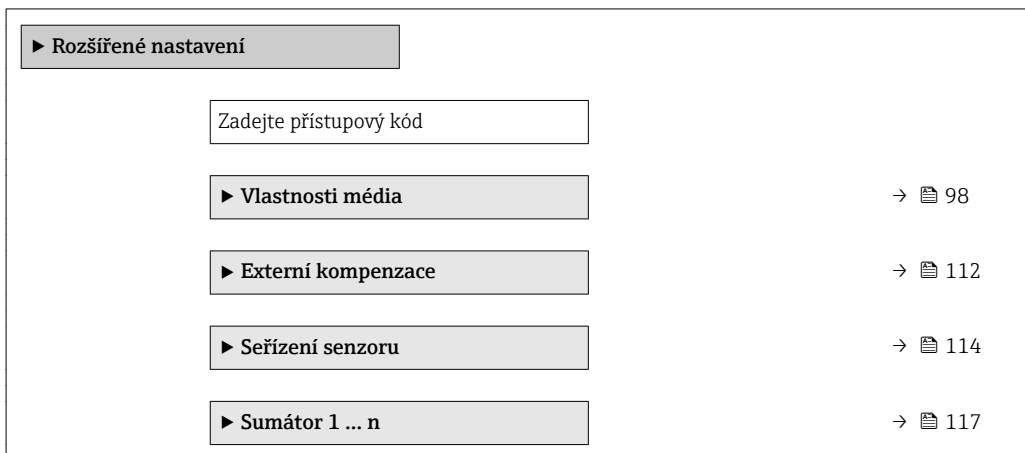 ▶ Rozšířené nastavení
Zadejte přístupový kód
▶ Vlastnosti média → 98
▶ Externí kompenzace → 112
▶ Seřízení senzoru → 114
▶ Sumátor 1 … n → 117